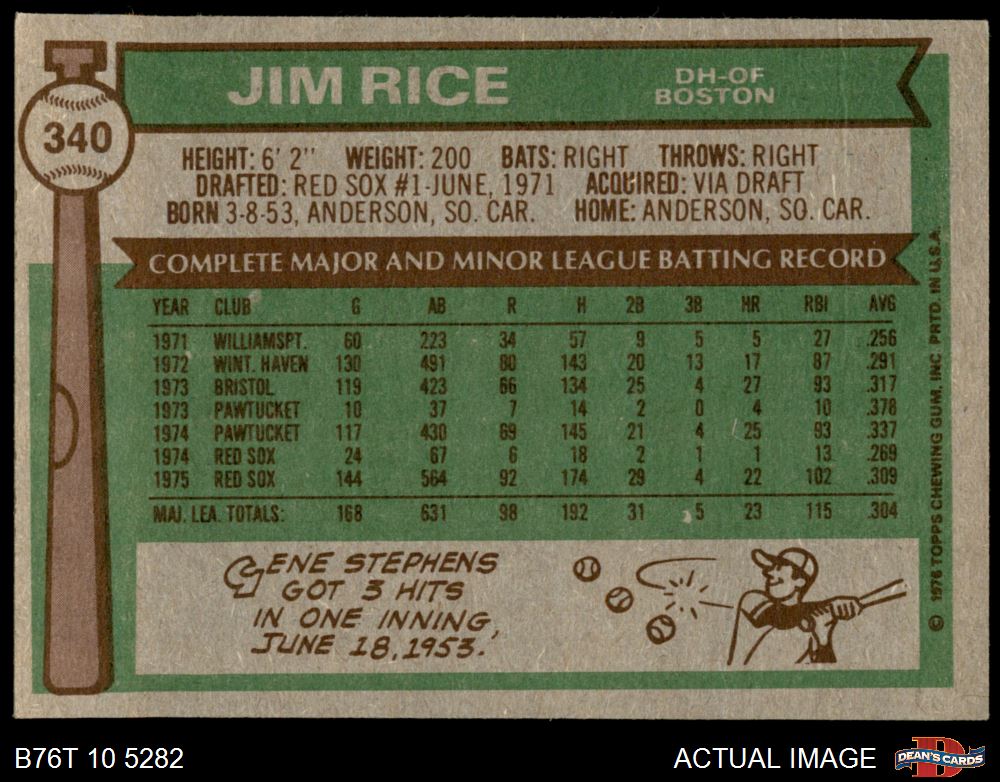 JIM RICE
DH-OF
BOSTON
340
HEIGHT: 6' 2" WEIGHT: 200 BATS: RIGHT THROWS: RIGHT
DRAFTED: RED SOX #1-JUNE, 1971 ACQUIRED: VIA DRAFT
BORN 3-8-53, ANDERSON, SO. CAR. HOME: ANDERSON, SO. CAR.
COMPLETE MAJOR AND MINOR LEAGUE BATTING RECORD
YEAR CLUB G AB R H 2B 3B HR RBI AVG
1971 WILLIAMSPT. 60 223 34 57 9 5 5 27 .256
1972 WINT. HAVEN 130 491 80 143 20 13 17 87 .291
1973 BRISTOL 119 423 66 134 25 4 27 93 .317
1973 PAWTUCKET 10 37 7 14 2 0 4 10 .378
1974 PAWTUCKET 117 430 69 145 21 4 25 93 .337
1974 RED SOX 24 67 6 18 2 1 1 13 .269
1975 RED SOX 144 564 92 174 29 4 22 102 .309
MAJ. LEA. TOTALS: 168 631 98 192 31 5 23 115 .304
GENE STEPHENS
GOT 3 HITS
IN ONE INNING,
JUNE 18, 1953.
© 1976 TOPPS CHEWING GUM, INC PRTD. IN U.S.A.
B76T 10 5282
ACTUAL IMAGE
D
DEAN'S CARDS